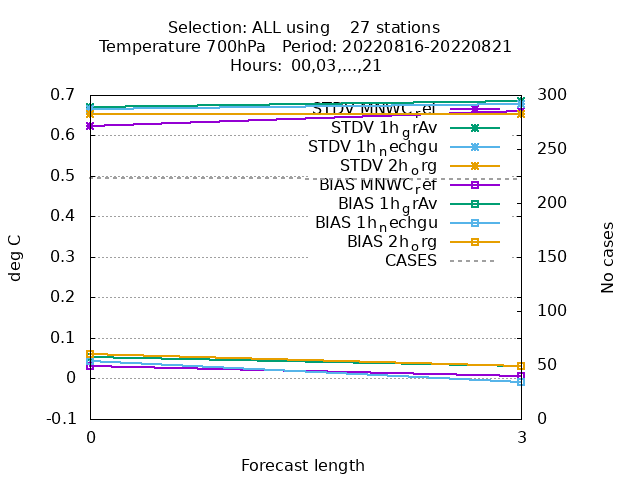 Selection: ALL using 27 stations
Temperature 700hPa Period: 20220816-20220821
Hours: 00,03,...,21
0.7
0.6
0.5
0.4
0.3
0.2
0.1
0
-0.1
300
250
200
150
100
50
0
deg C
No cases
STDV MNWC_ref
STDV 1h_grAv
STDV 1h_nechgu
STDV 2h_org
BIAS MNWC_ref
BIAS 1h_grAv
BIAS 1h_nechgu
BIAS 2h_org
CASES
0
3
Forecast length